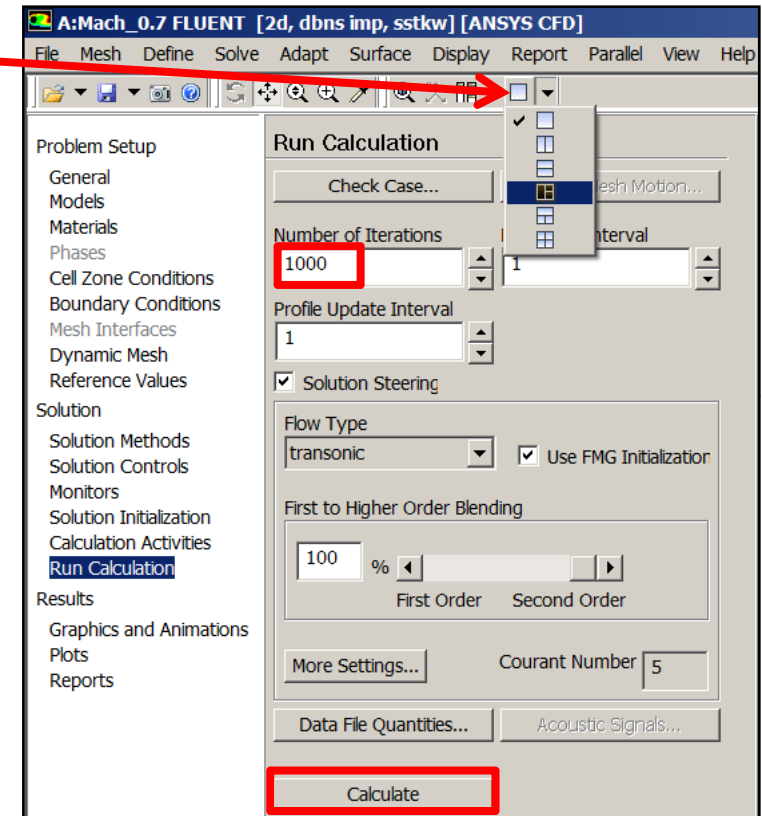 A:Mach_0.7 FLUENT [2d, dbns imp, sstkw] [ANSYS CFD]
File Mesh Define Solve Adapt Surface Display Report Parallel View Help
Problem Setup
General
Models
Materials
Phases
Cell Zone Conditions
Boundary Conditions
Mesh Interfaces
Dynamic Mesh
Reference Values
Solution
Solution Methods
Solution Controls
Monitors
Solution Initialization
Calculation Activities
Run Calculation
Results
Graphics and Animations
Plots
Reports
Run Calculation
Check Case... Mesh Motion...
Number of Iterations Interval
1000 1
Profile Update Interval
1
Solution Steering
Flow Type
transonic Use FMG Initialization
First to Higher Order Blending
100 %
First Order Second Order
More Settings... Courant Number 5
Data File Quantities... Acoustic Signals...
Calculate